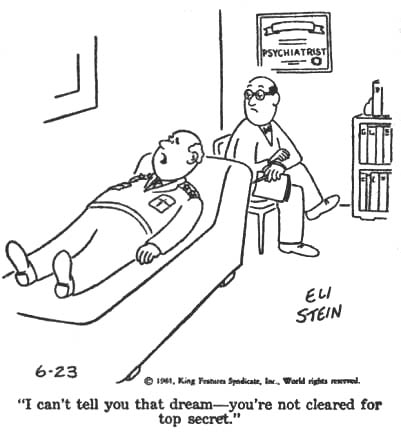 PSYCHIATRIST
ELI
STEIN
6-23
© 1961, King Features Syndicate, Inc., World rights reserved.
"I can't tell you that dream—you're not cleared for
top secret."